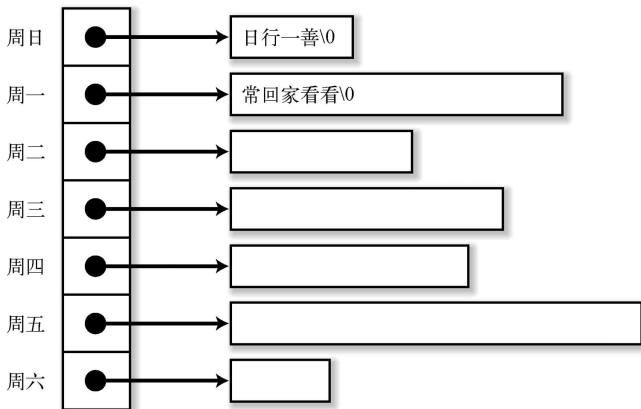 周日 日行一善\0
周一 常回家看看\0
周二
周三
周四
周五
周六